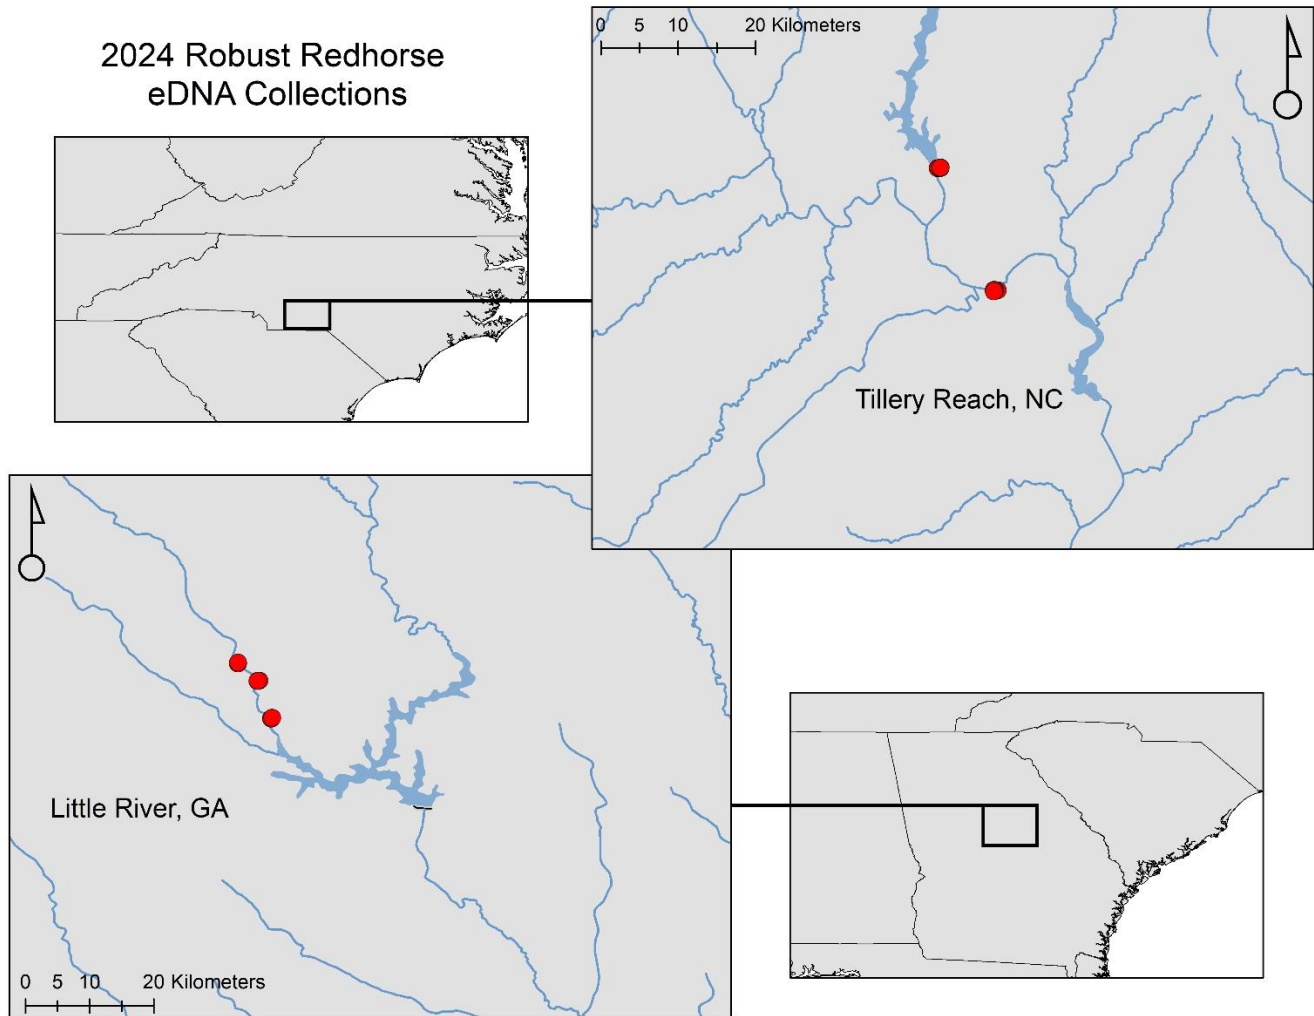 2024 Robust Redhorse
eDNA Collections
0 5 10 20 Kilometers
Tillery Reach, NC
Little River, GA
0 5 10 20 Kilometers